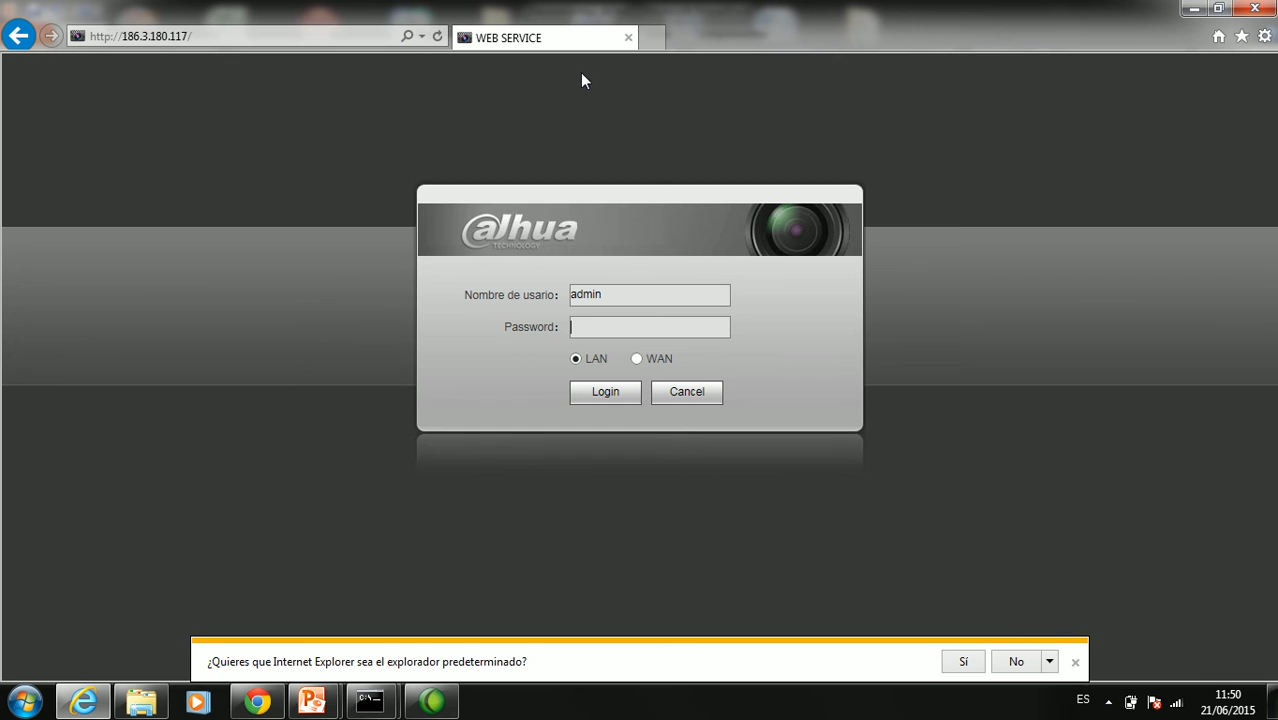 http://186.3.180.117/
WEB SERVICE
alhua
TECHNOLOGY
Nombre de usario:
admin
Password:
LAN
WAN
Login
Cancel
¿Quieres que Internet Explorer sea el explorador predeterminado?
Sí
No
ES
11:50
21/06/2015